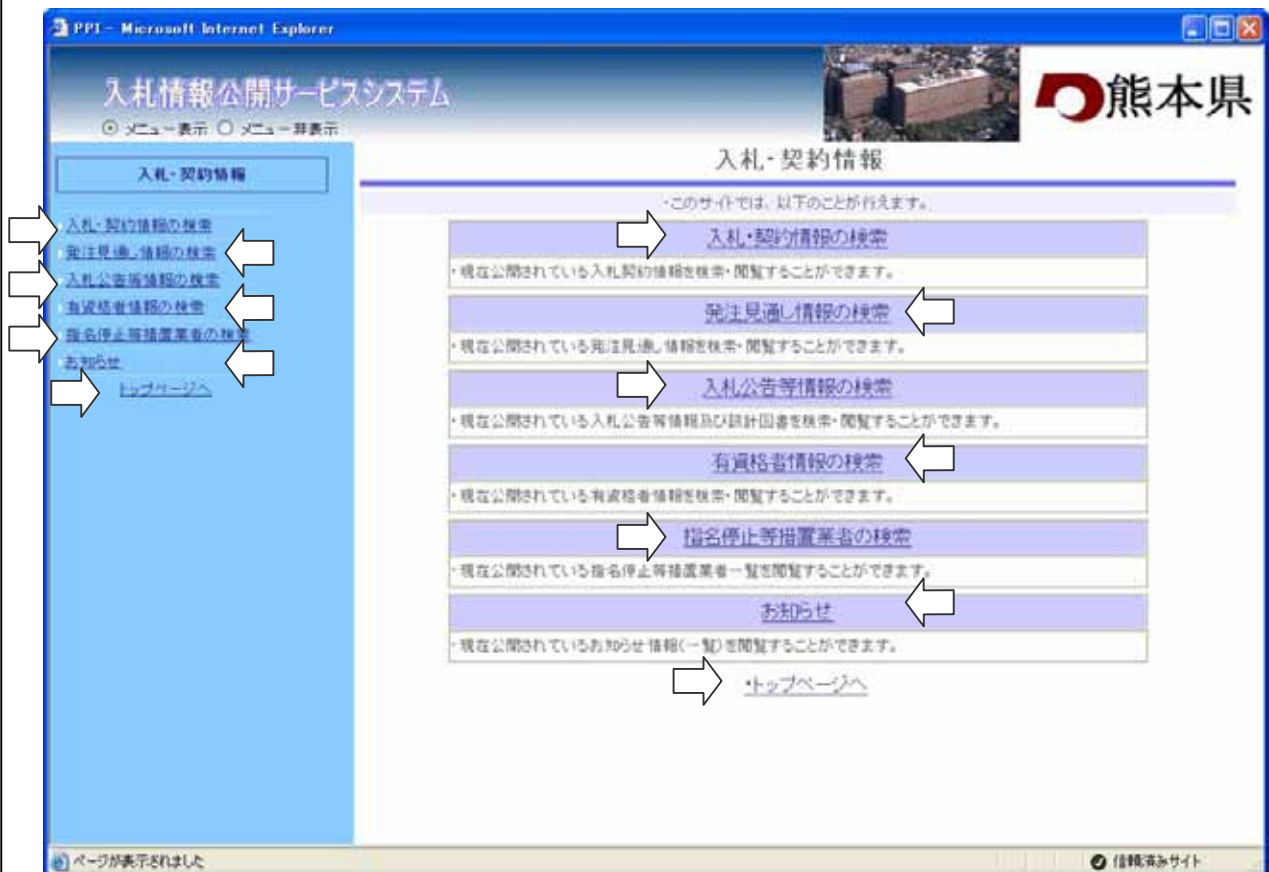 PPI - Microsoft Internet Explorer
入札情報公開サービスシステム
メニュー表示 メニュー非表示
熊本県
入札・契約情報
入札・契約情報の検索
発注見通し情報の検索
入札公告等情報の検索
有資格者情報の検索
指名停止等措置業者の検索
お知らせ
トップページへ
入札・契約情報
・このサイトでは、以下のことが行えます。
入札・契約情報の検索
・現在公開されている入札契約情報を検索・閲覧することができます。
発注見通し情報の検索
・現在公開されている発注見通し情報を検索・閲覧することができます。
入札公告等情報の検索
・現在公開されている入札公告等情報及び設計図書を検索・閲覧することができます。
有資格者情報の検索
・現在公開されている有資格者情報を検索・閲覧することができます。
指名停止等措置業者の検索
・現在公開されている指名停止等措置業者一覧を閲覧することができます。
お知らせ
・現在公開されているお知らせ情報(一覧)を閲覧することができます。
・トップページへ
ページが表示されました
信頼済みサイト